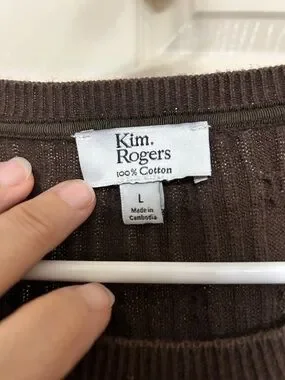 Kim.
Rogers
100% Cotton
L
Made in
Cambodia